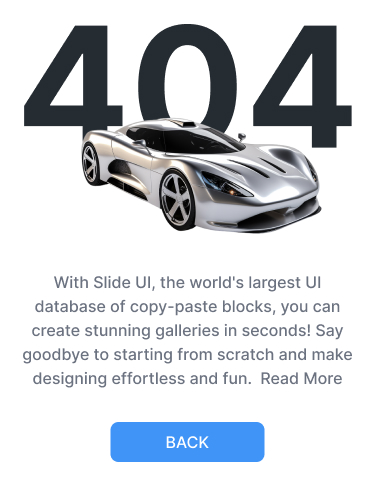 404
With Slide UI, the world's largest UI
database of copy-paste blocks, you can
create stunning galleries in seconds! Say
goodbye to starting from scratch and make
designing effortless and fun.  Read More
BACK